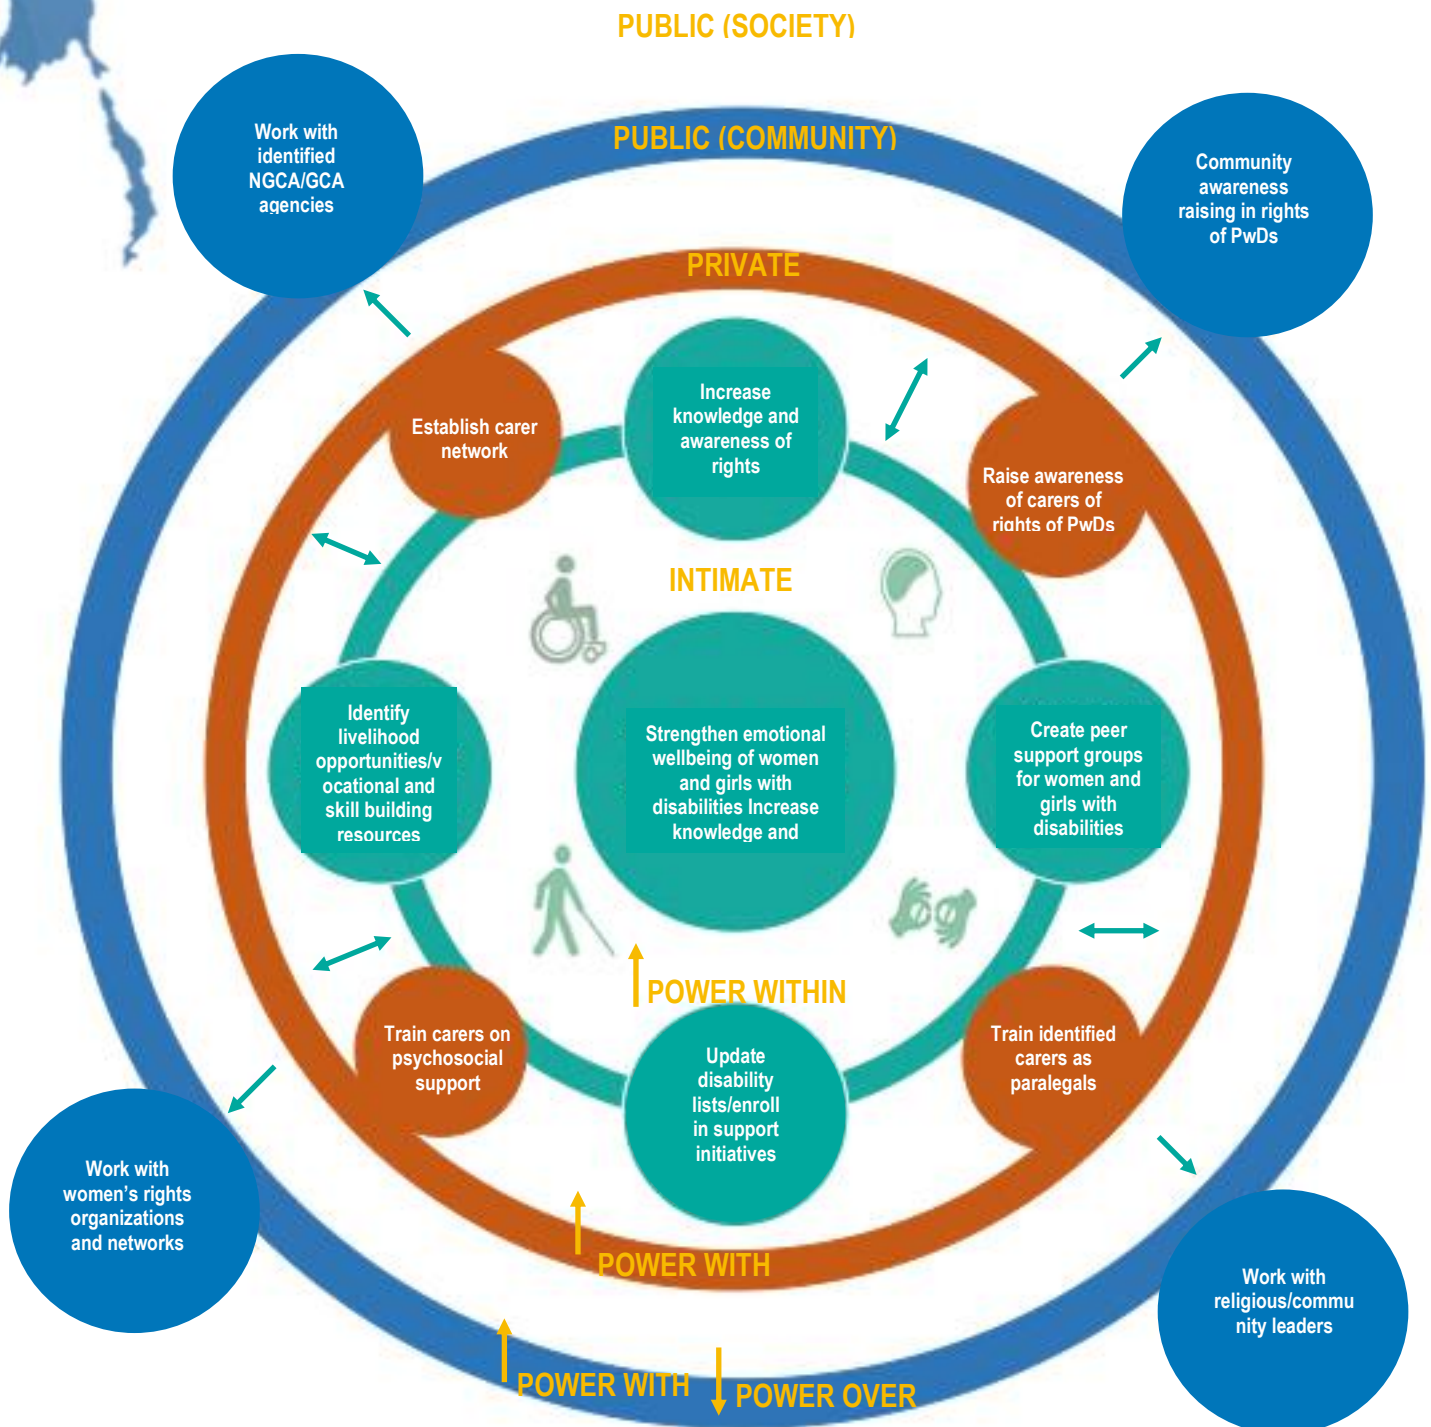 PUBLIC (SOCIETY)
PUBLIC (COMMUNITY)
Work with
identified
NGCA/GCA
agencies
Community
awareness
raising in rights
of PwDs
PRIVATE
Increase
knowledge and
awareness of
rights
Establish carer
network
Raise awareness
of carers of
rights of PwDs
INTIMATE
Identify
livelihood
opportunities/v
ocational and
skill building
resources
Strengthen emotional
wellbeing of women
and girls with
disabilities Increase
knowledge and
Create peer
support groups
for women and
girls with
disabilities
POWER WITHIN
Train carers on
psychosocial
support
Update
disability
lists/enroll
in support
initiatives
Train identified
carers as
paralegals
Work with
women’s rights
organizations
and networks
POWER WITH
Work with
religious/commu
nity leaders
POWER WITH
POWER OVER